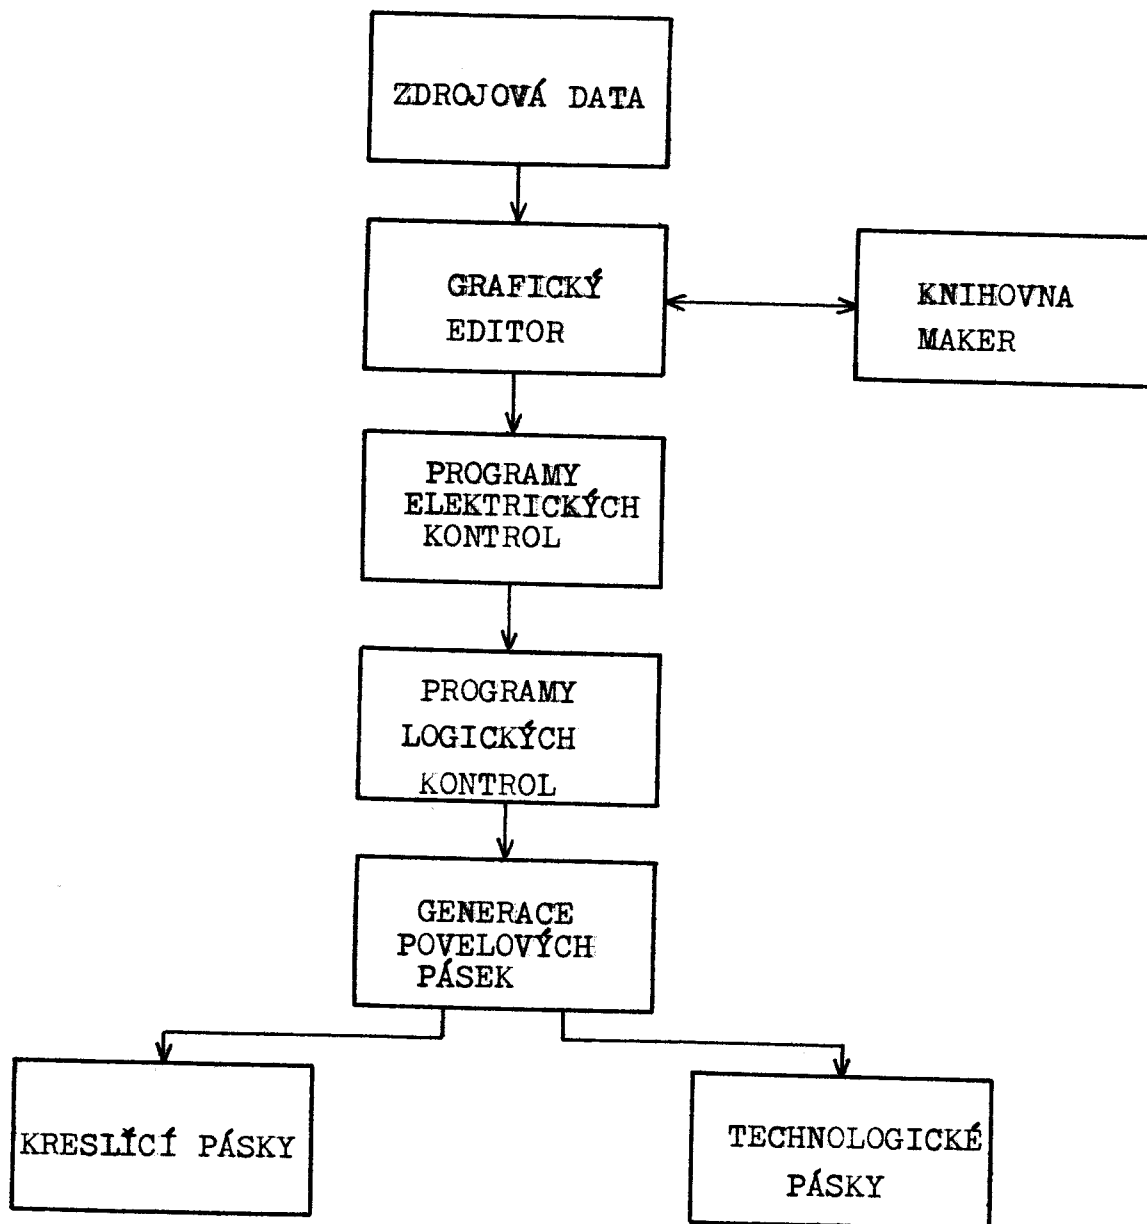 ZDROJOVÁ DATA
GRAFICKÝ
EDITOR
KNIHOVNA
MAKER
PROGRAMY
ELEKTRICKÝCH
KONTROL
PROGRAMY
LOGICKÝCH
KONTROL
GENERACE
POVELOVÝCH
PÁSEK
KRESLÍCÍ PÁSKY
TECHNOLOGICKÉ
PÁSKY